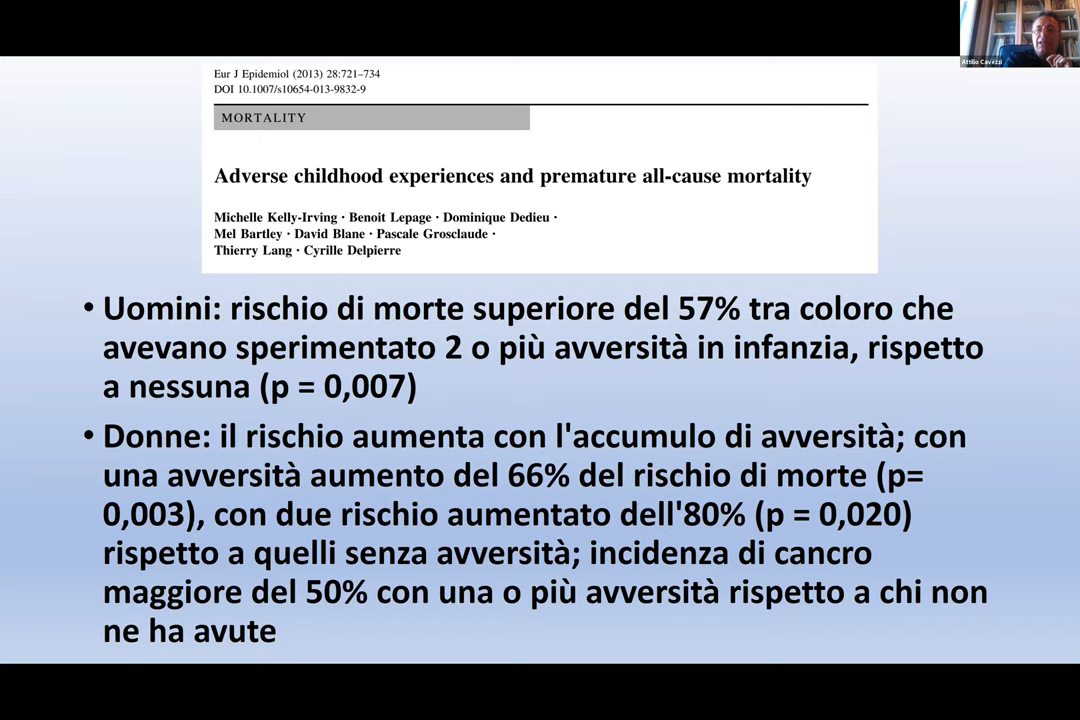 Eur J Epidemiol (2013) 28:721–734
DOI 10.1007/s10654-013-9832-9
MORTALITY
Adverse childhood experiences and premature all-cause mortality
Michelle Kelly-Irving · Benoit Lepage · Dominique Dedieu ·
Mel Bartley · David Blane · Pascale Grosclaude ·
Thierry Lang · Cyrille Delpierre
• Uomini: rischio di morte superiore del 57% tra coloro che
avevano sperimentato 2 o più avversità in infanzia, rispetto
a nessuna (p = 0,007)
• Donne: il rischio aumenta con l'accumulo di avversità; con
una avversità aumento del 66% del rischio di morte (p=
0,003), con due rischio aumentato dell'80% (p = 0,020)
rispetto a quelli senza avversità; incidenza di cancro
maggiore del 50% con una o più avversità rispetto a chi non
ne ha avute
Attilio Cavezzi